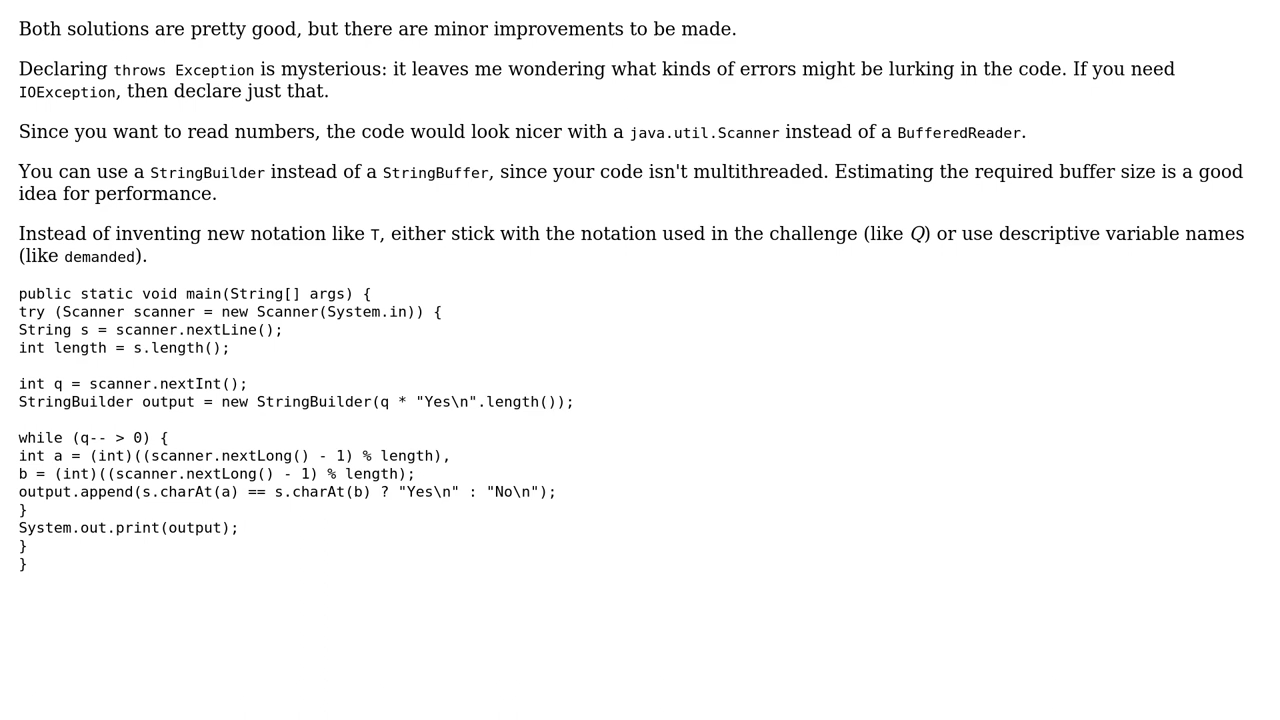 Both solutions are pretty good, but there are minor improvements to be made.
Declaring throws Exception is mysterious: it leaves me wondering what kinds of errors might be lurking in the code. If you need
IOException, then declare just that.
Since you want to read numbers, the code would look nicer with a java.util.Scanner instead of a BufferedReader.
You can use a StringBuilder instead of a StringBuffer, since your code isn't multithreaded. Estimating the required buffer size is a good
idea for performance.
Instead of inventing new notation like T, either stick with the notation used in the challenge (like Q) or use descriptive variable names
(like demanded).
public static void main(String[] args) {
try (Scanner scanner = new Scanner(System.in)) {
String s = scanner.nextLine();
int length = s.length();

int q = scanner.nextInt();
StringBuilder output = new StringBuilder(q * "Yes\n".length());

while (q-- > 0) {
int a = (int)((scanner.nextLong() - 1) % length),
b = (int)((scanner.nextLong() - 1) % length);
output.append(s.charAt(a) == s.charAt(b) ? "Yes\n" : "No\n");
}
System.out.print(output);
}
}